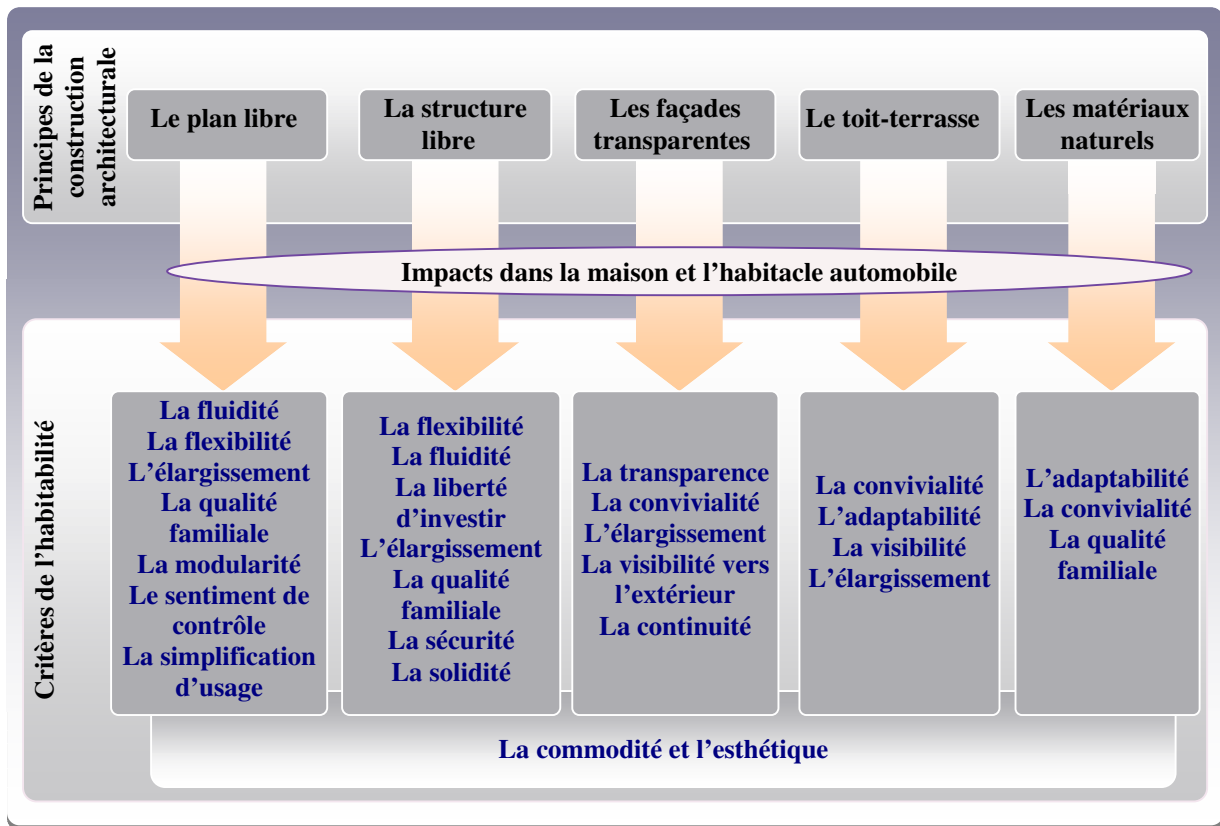 Principes de la
construction
architecturale
Le plan libre
La structure
libre
Les façades
transparentes
Le toit-terrasse
Les matériaux
naturels
Impacts dans la maison et l’habitacle automobile
Critères de l’habitabilité
La fluidité
La flexibilité
L’élargissement
La qualité
familiale
La modularité
Le sentiment de
contrôle
La simplification
d’usage
La flexibilité
La fluidité
La liberté
d’investir
L’élargissement
La qualité
familiale
La sécurité
La solidité
La transparence
La convivialité
L’élargissement
La visibilité vers
l’extérieur
La continuité
La convivialité
L’adaptabilité
La visibilité
L’élargissement
L’adaptabilité
La convivialité
La qualité
familiale
La commodité et l’esthétique